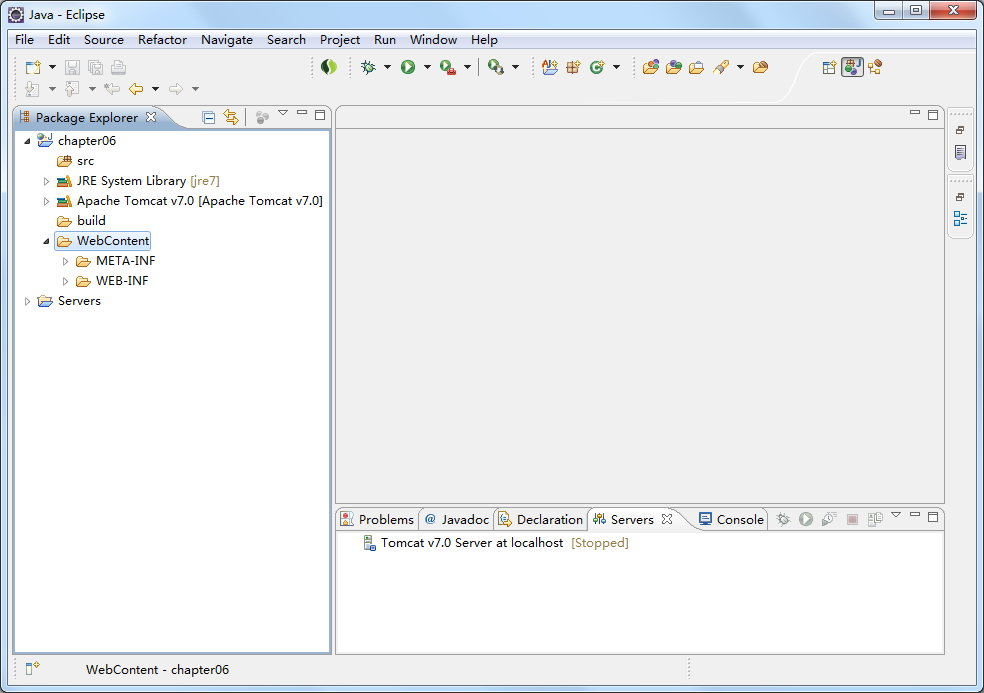 Java - Eclipse
File Edit Source Refactor Navigate Search Project Run Window Help
Package Explorer
chapter06
src
JRE System Library [jre7]
Apache Tomcat v7.0 [Apache Tomcat v7.0]
build
WebContent
META-INF
WEB-INF
Servers
Problems @ Javadoc Declaration Servers Console
Tomcat v7.0 Server at localhost [Stopped]
WebContent - chapter06